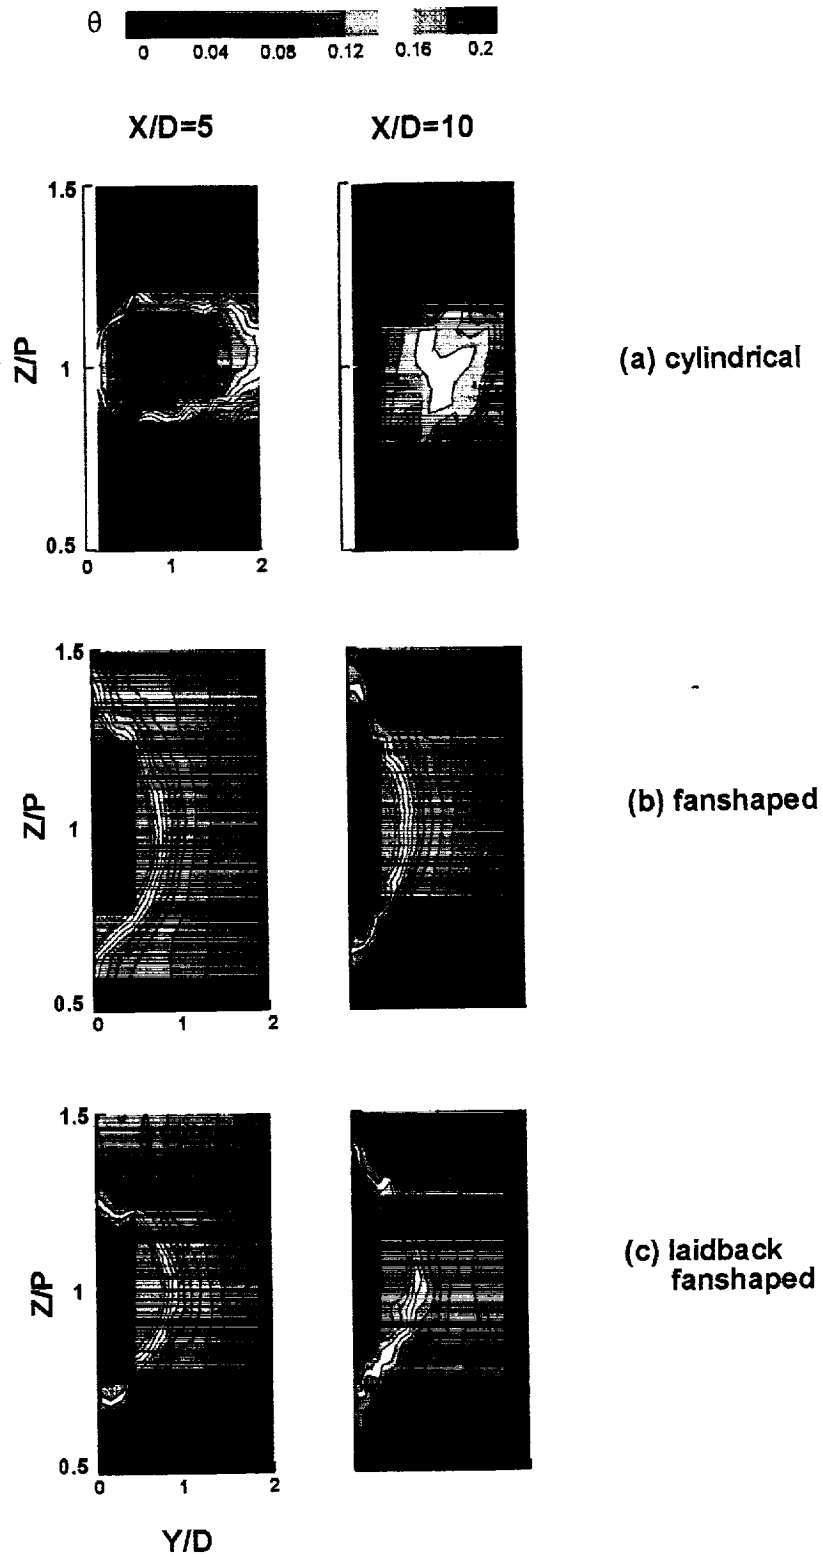 θ
0 0.04 0.08 0.12 0.16 0.2
X/D=5 X/D=10
1.5
Z/P
1
(a) cylindrical
0.5
0 1 2
1.5
Z/P
1
(b) fanshaped
0.5
0 1 2
1.5
Z/P
1
(c) laidback
fanshaped
0.5
0 1 2
Y/D